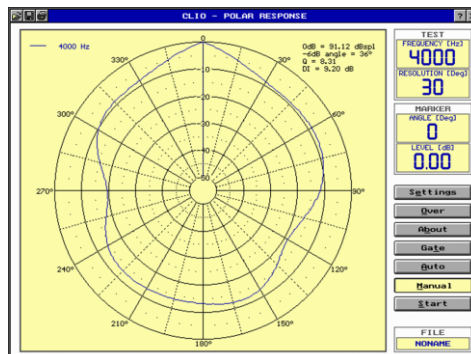 CLIO - POLAR RESPONSE
4000 Hz
0dB = 91.12 dBspl
-6dB angle = 36°
Q = 8.31
DI = 9.20 dB
0
330°
30°
300°
60°
270°
90°
240°
120°
210°
150°
180°
-10
-20
-30
-40
-50
TEST
FREQUENCY [Hz]
4000
RESOLUTION [Deg]
30
MARKER
ANGLE [Deg]
0
LEVEL [dB]
0.00
Settings
Over
About
Gate
Auto
Manual
Start
FILE
NONAME